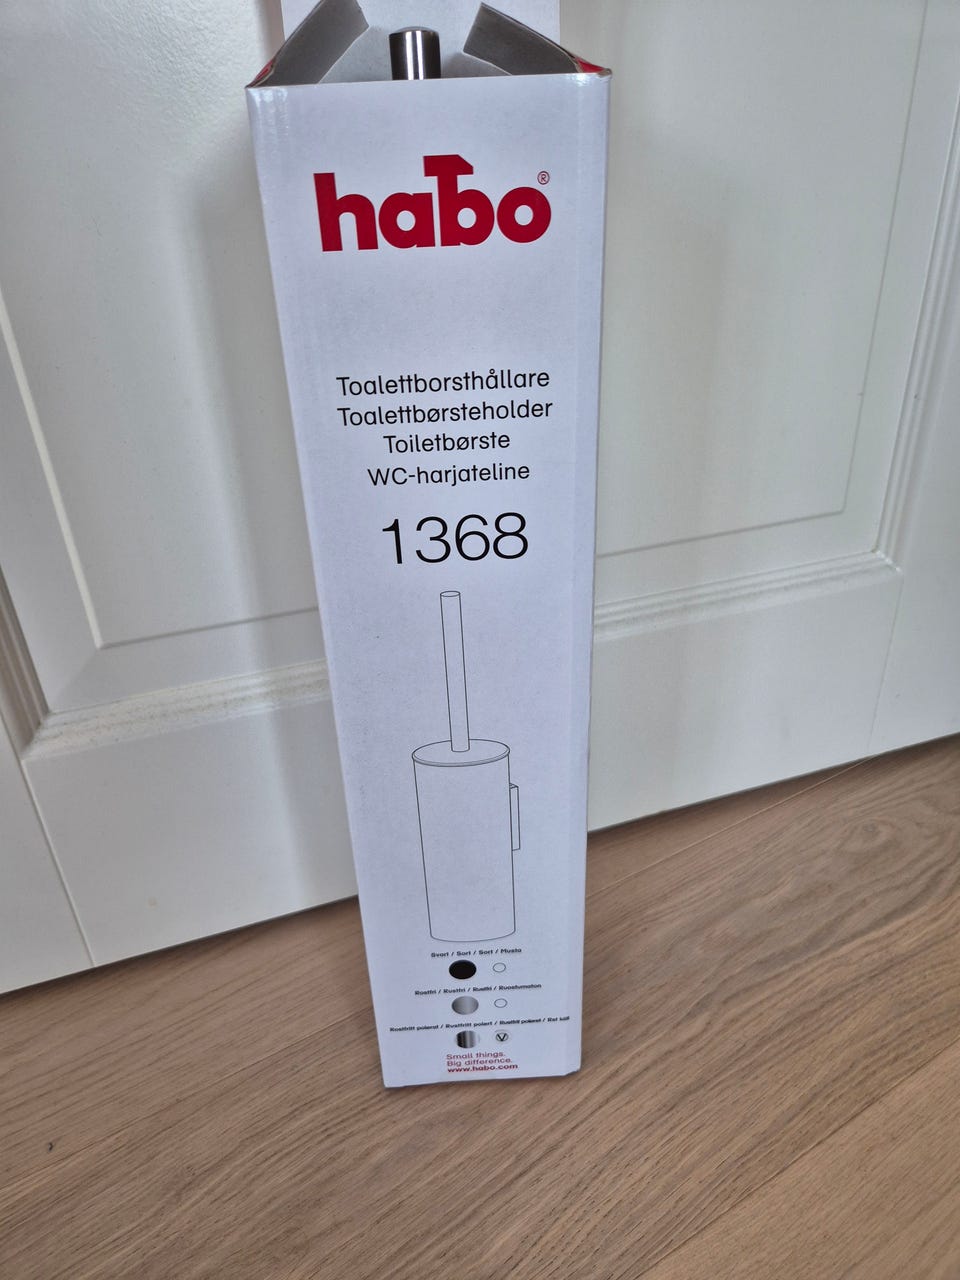 habo®
Toalettborsthållare
Toalettbørsteholder
Toiletbørste
WC-harjateline
1368
Svart / Sort / Sort / Musta
Rostfri / Rustfri / Rustfri / Ruostumaton
Rostfritt polerat / Rustfritt polert / Rustfrit poleret / Rst kiil
Small things.
Big difference.
www.habo.com